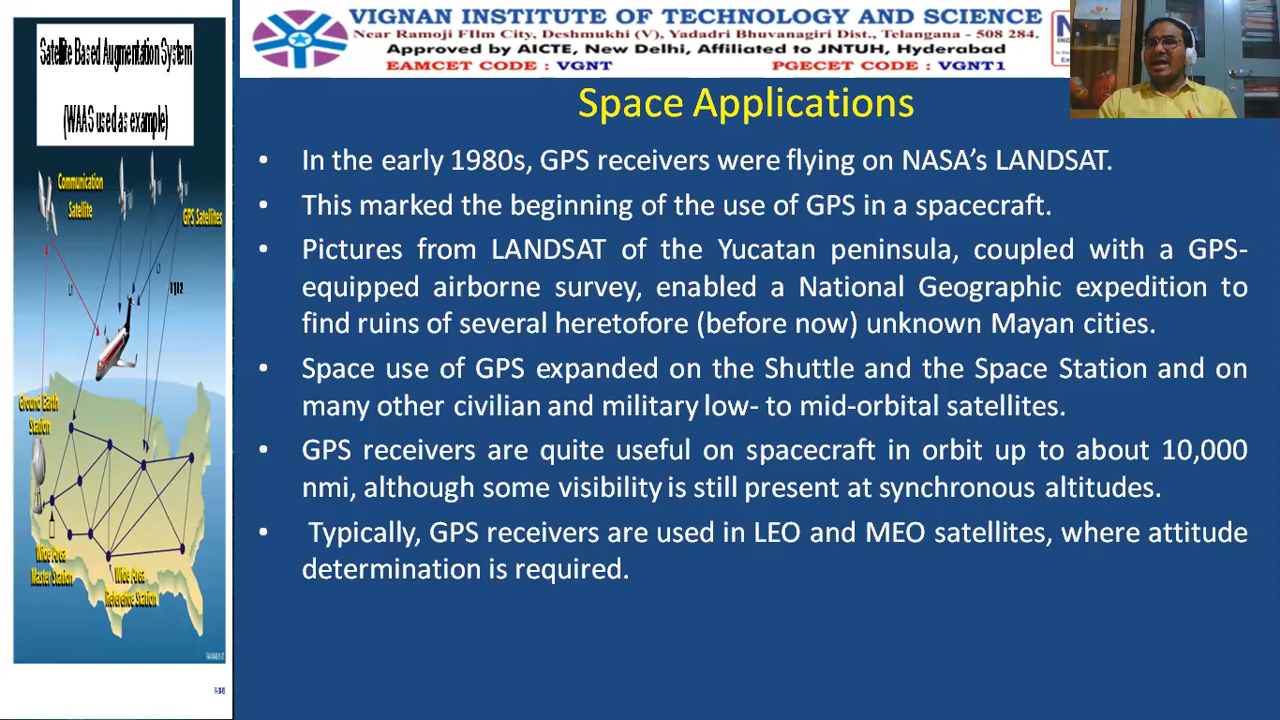 Satellite Based Augmentation System
(WAAS used as example)
Communication
Satellite
GPS Satellites
L1
L1
L1 L2
Ground Earth
Station
Wide Area
Master Station
Wide Area
Reference Station
VIGNAN INSTITUTE OF TECHNOLOGY AND SCIENCE
Near Ramoji FIlm City, Deshmukhi (V), Yadadri Bhuvanagiri Dist., Telangana - 508 284.
Approved by AICTE, New Delhi, Affiliated to JNTUH, Hyderabad
EAMCET CODE : VGNT PGECET CODE : VGNT1
Space Applications
• In the early 1980s, GPS receivers were flying on NASA’s LANDSAT.
• This marked the beginning of the use of GPS in a spacecraft.
• Pictures from LANDSAT of the Yucatan peninsula, coupled with a GPS-
equipped airborne survey, enabled a National Geographic expedition to
find ruins of several heretofore (before now) unknown Mayan cities.
• Space use of GPS expanded on the Shuttle and the Space Station and on
many other civilian and military low- to mid-orbital satellites.
• GPS receivers are quite useful on spacecraft in orbit up to about 10,000
nmi, although some visibility is still present at synchronous altitudes.
• Typically, GPS receivers are used in LEO and MEO satellites, where attitude
determination is required.